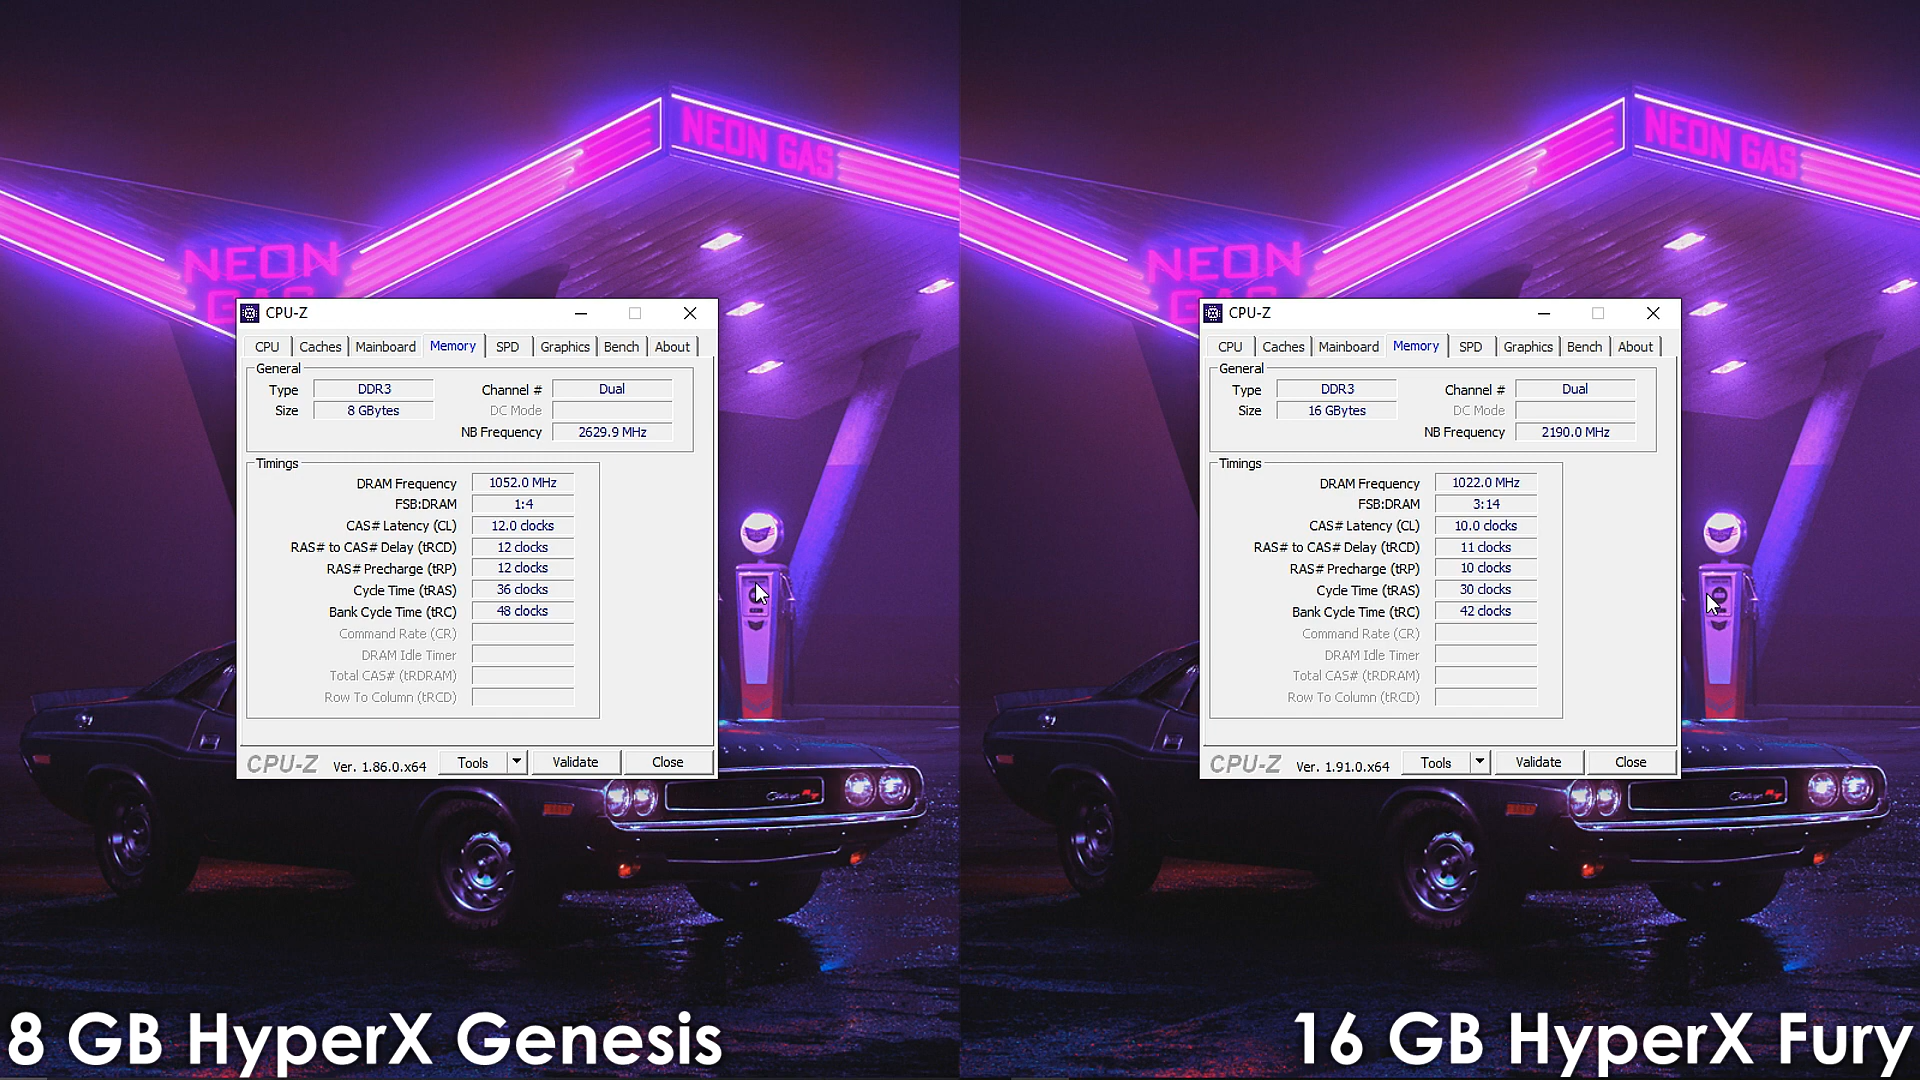 NEON GAS
NEON
GAS
CPU-Z
CPU Caches Mainboard Memory SPD Graphics Bench About
General
Type DDR3 Channel # Dual
Size 8 GBytes DC Mode
NB Frequency 2629.9 MHz
Timings
DRAM Frequency 1052.0 MHz
FSB:DRAM 1:4
CAS# Latency (CL) 12.0 clocks
RAS# to CAS# Delay (tRCD) 12 clocks
RAS# Precharge (tRP) 12 clocks
Cycle Time (tRAS) 36 clocks
Bank Cycle Time (tRC) 48 clocks
Command Rate (CR)
DRAM Idle Timer
Total CAS# (tRDRAM)
Row To Column (tRCD)
CPU-Z Ver. 1.86.0.x64 Tools Validate Close
8 GB HyperX Genesis
NEON GAS
NEON
GAS
CPU-Z
CPU Caches Mainboard Memory SPD Graphics Bench About
General
Type DDR3 Channel # Dual
Size 16 GBytes DC Mode
NB Frequency 2190.0 MHz
Timings
DRAM Frequency 1022.0 MHz
FSB:DRAM 3:14
CAS# Latency (CL) 10.0 clocks
RAS# to CAS# Delay (tRCD) 11 clocks
RAS# Precharge (tRP) 10 clocks
Cycle Time (tRAS) 30 clocks
Bank Cycle Time (tRC) 42 clocks
Command Rate (CR)
DRAM Idle Timer
Total CAS# (tRDRAM)
Row To Column (tRCD)
CPU-Z Ver. 1.91.0.x64 Tools Validate Close
16 GB HyperX Fury